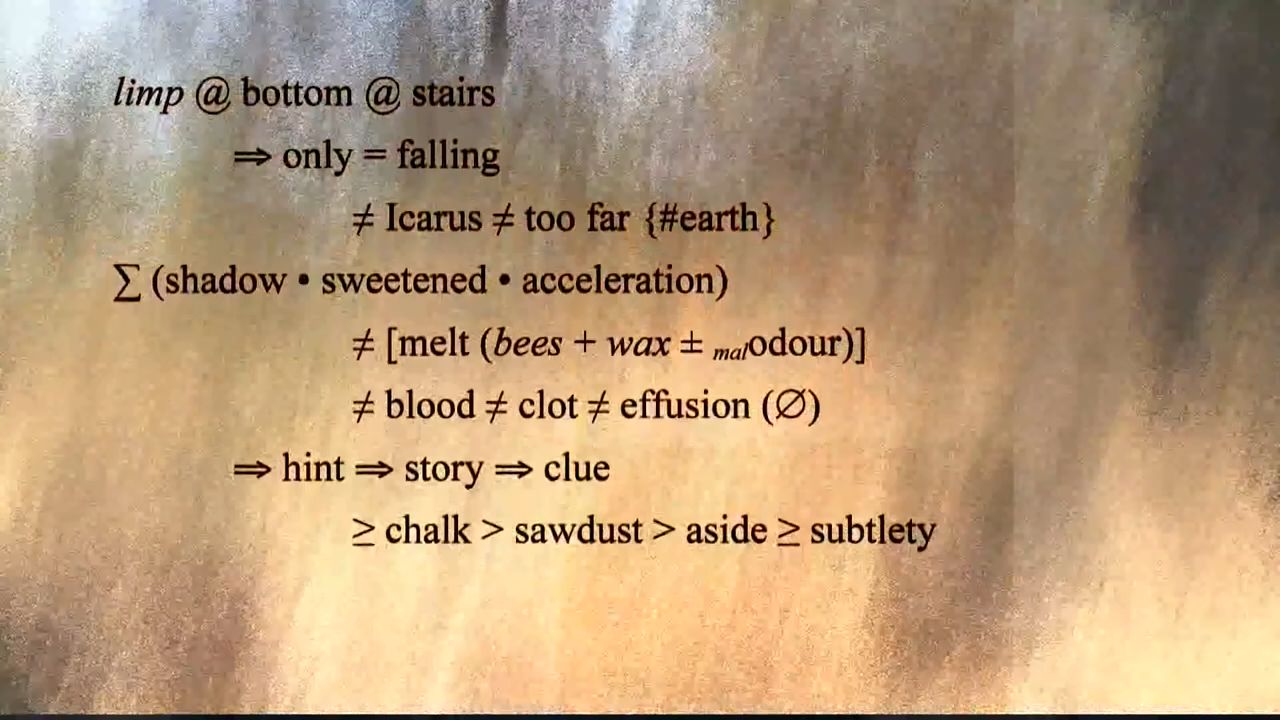 limp @ bottom @ stairs
⇒ only = falling
≠ Icarus ≠ too far {#earth}
∑ (shadow • sweetened • acceleration)
≠ [melt (bees + wax ± malodour)]
≠ blood ≠ clot ≠ effusion (∅)
⇒ hint ⇒ story ⇒ clue
≥ chalk > sawdust > aside ≥ subtlety